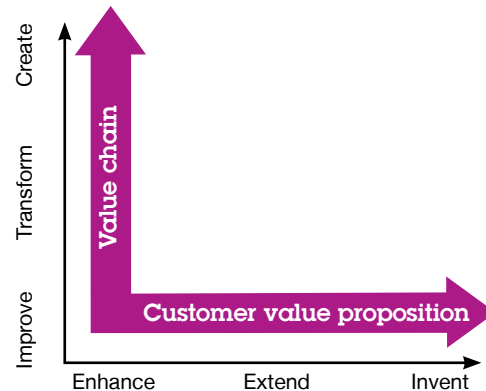 Create
Transform
Improve
Value chain
Customer value proposition
Enhance
Extend
Invent